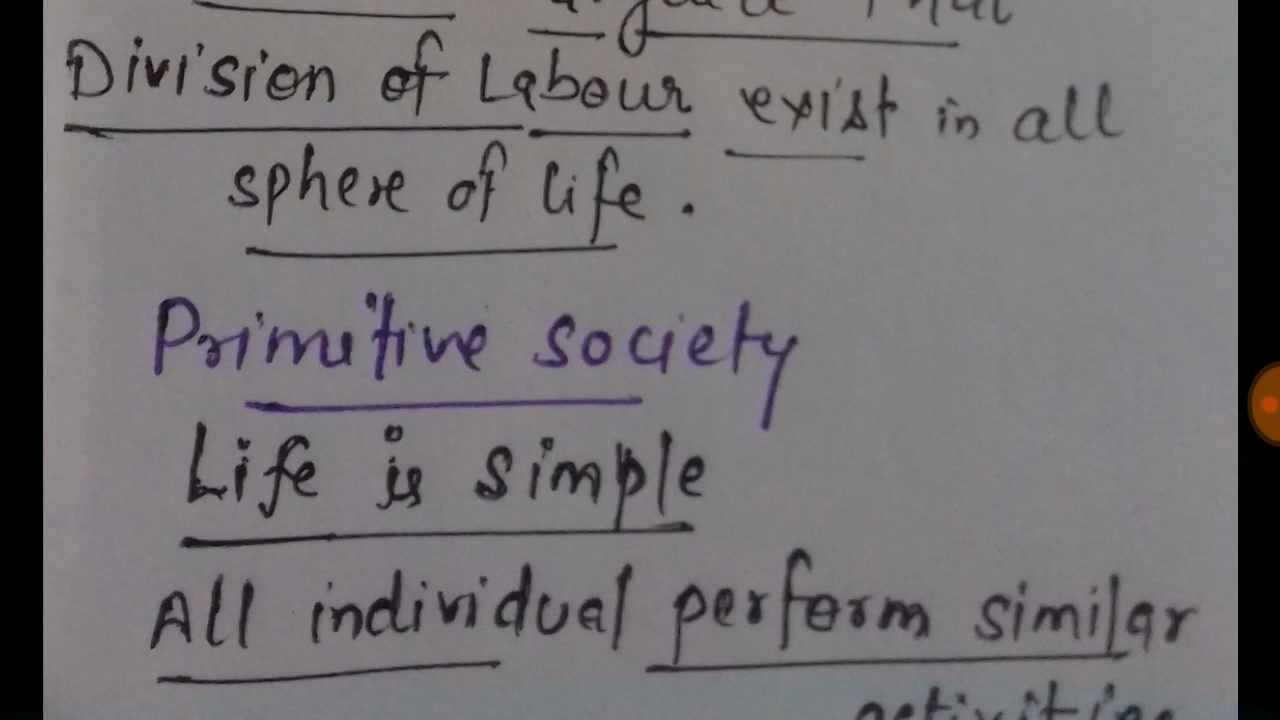 Division of Labour exist in all
sphere of life.
Primitive society
Life is simple
All individual perform similar